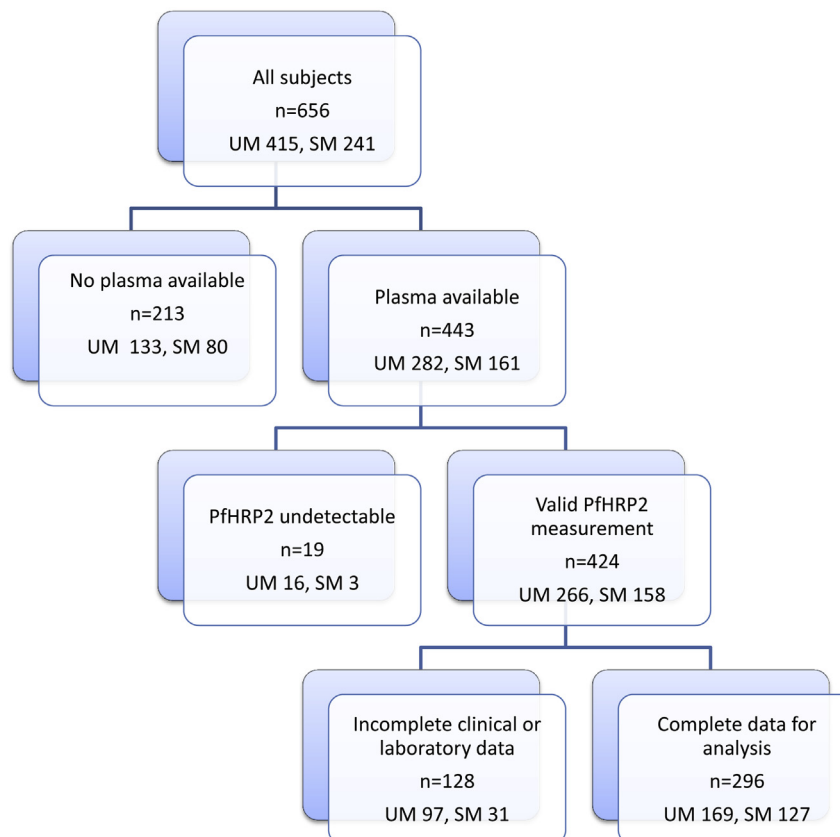 All subjects
n=656
UM 415, SM 241
No plasma available
n=213
UM  133, SM 80
Plasma available
n=443
UM 282, SM 161
PfHRP2 undetectable
n=19
UM 16, SM 3
Valid PfHRP2
measurement
n=424
UM 266, SM 158
Incomplete clinical or
laboratory data
n=128
UM 97, SM 31
Complete data for
analysis
n=296
UM 169, SM 127